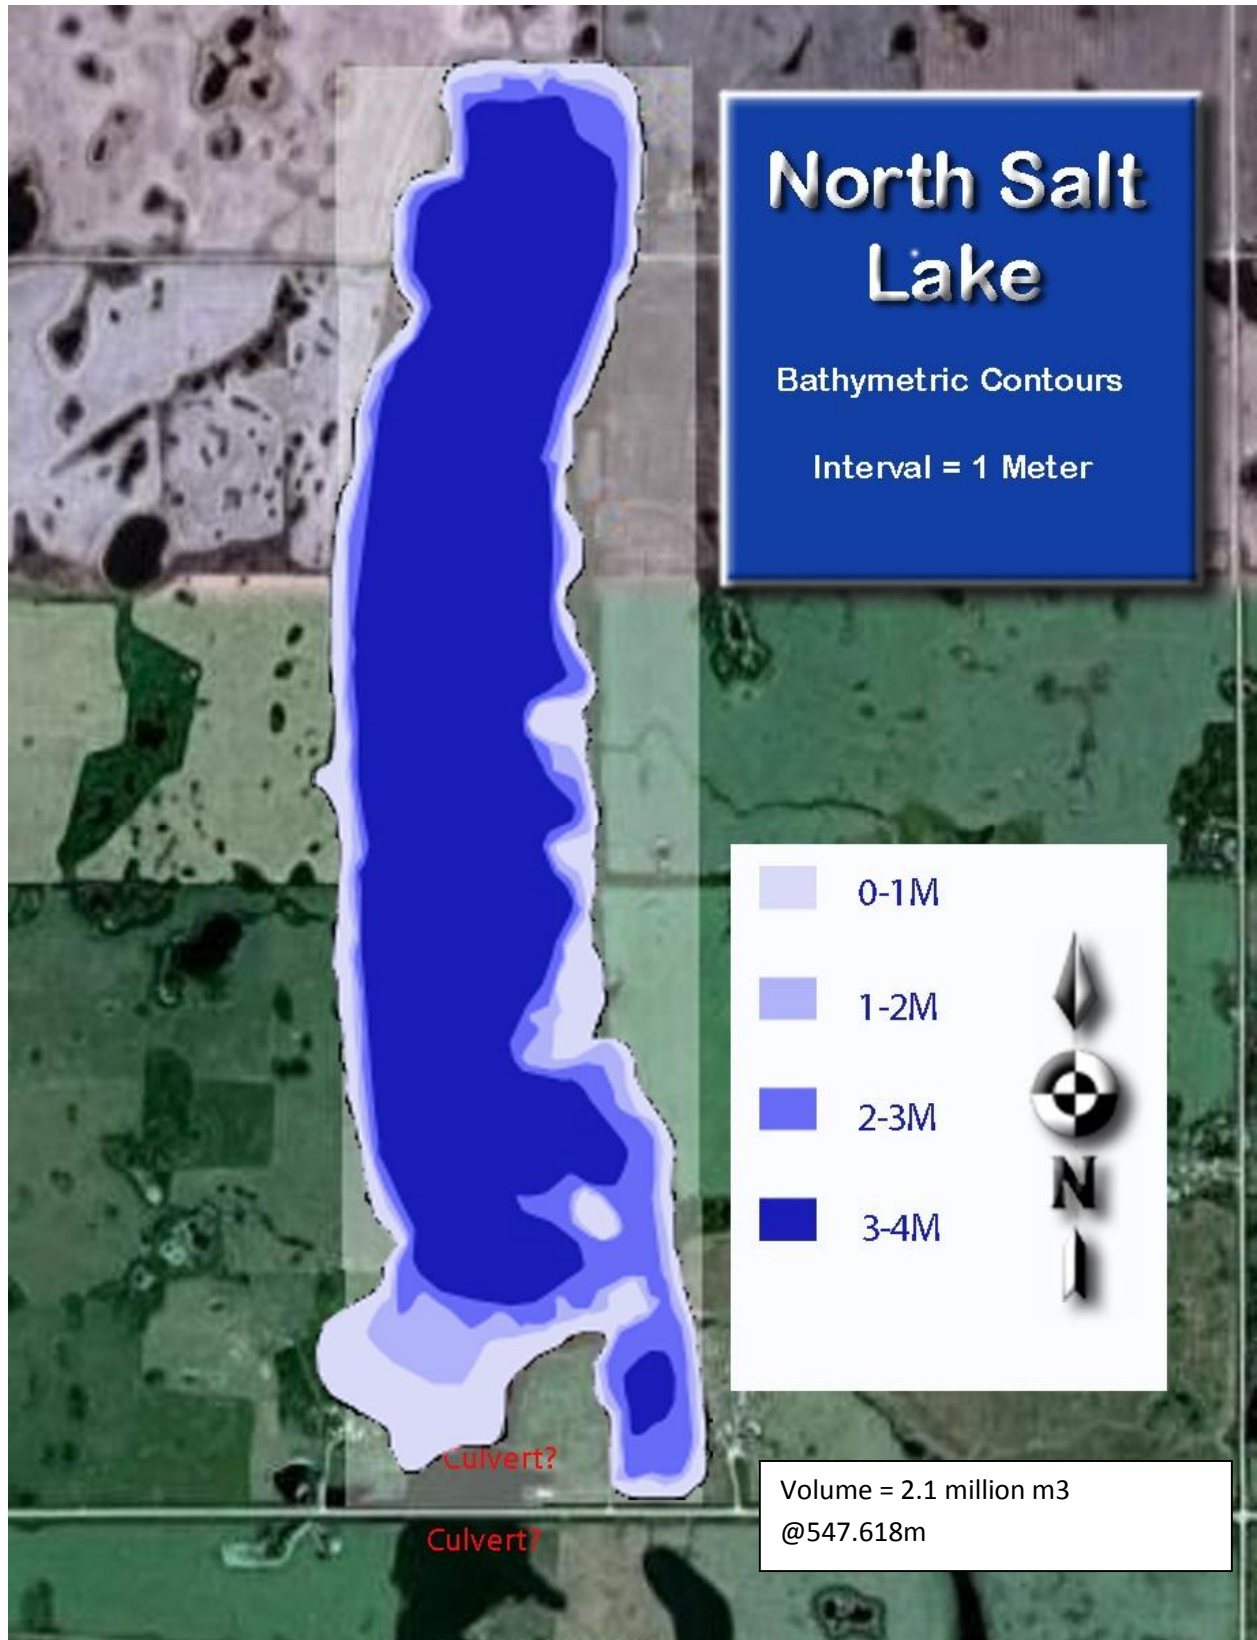 North Salt
Lake
Bathymetric Contours
Interval = 1 Meter
0-1M
1-2M
2-3M
3-4M
N
Culvert?
Culvert?
Volume = 2.1 million m3
@547.618m